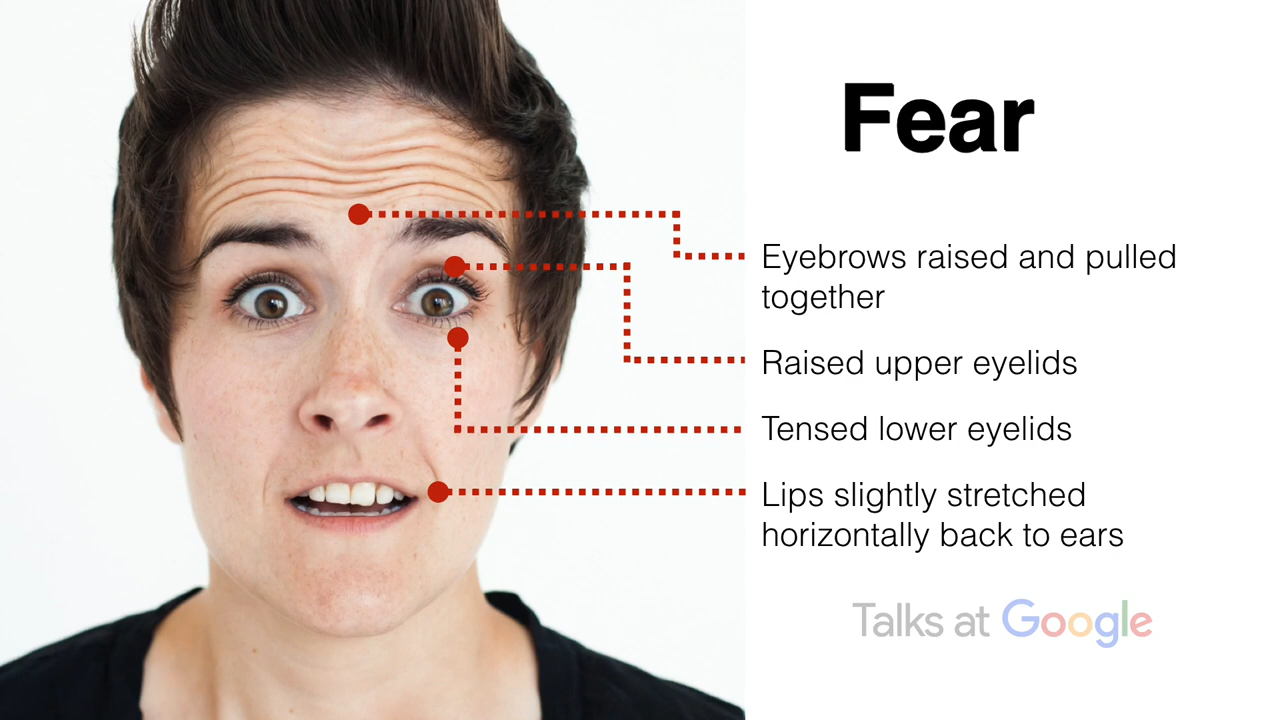 Fear
Eyebrows raised and pulled
together
Raised upper eyelids
Tensed lower eyelids
Lips slightly stretched
horizontally back to ears
Talks at Google